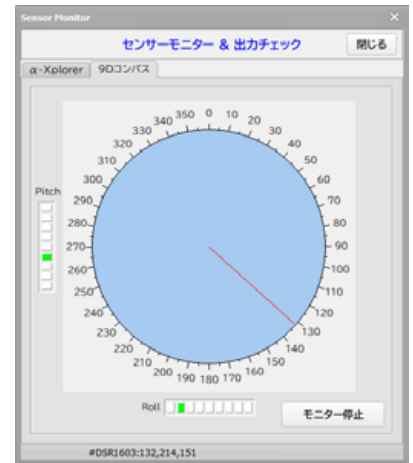 Sensor Monitor
センサーモニター & 出力チェック 閉じる
α-Xplorer 9Dコンパス
0 10 20 30 40 50 60 70 80 90 100 110 120 130 140 150 160 170 180 190 200 210 220 230 240 250 260 270 280 290 300 310 320 330 340 350
Pitch
Roll
モニター停止
#DSR1603:132,214,151